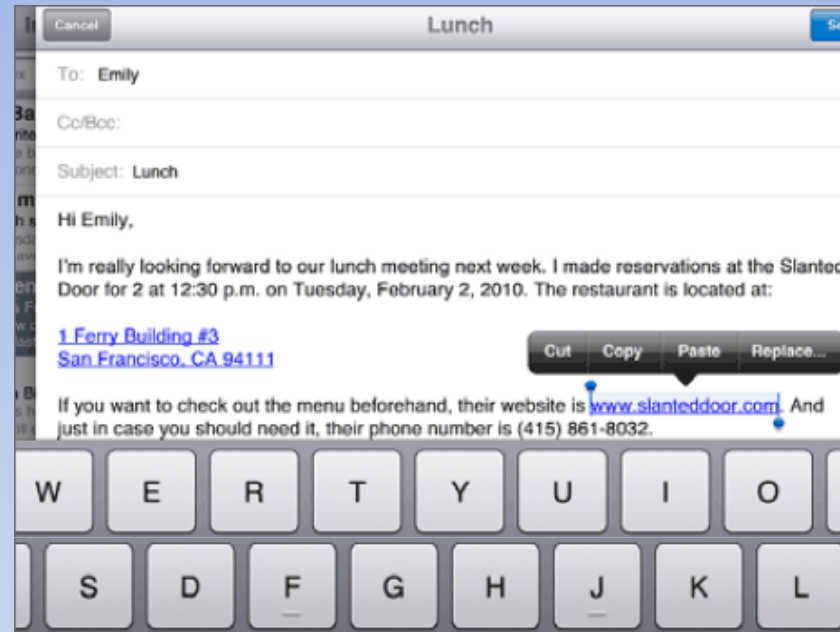 Cancel Lunch
To: Emily
Cc/Bcc:
Subject: Lunch
Hi Emily,
I'm really looking forward to our lunch meeting next week. I made reservations at the Slanted
Door for 2 at 12:30 p.m. on Tuesday, February 2, 2010. The restaurant is located at:
1 Ferry Building #3
San Francisco, CA 94111
Cut Copy Paste Replace...
If you want to check out the menu beforehand, their website is www.slanteddoor.com. And
just in case you should need it, their phone number is (415) 861-8032.
W E R T Y U I O
S D F G H J K L